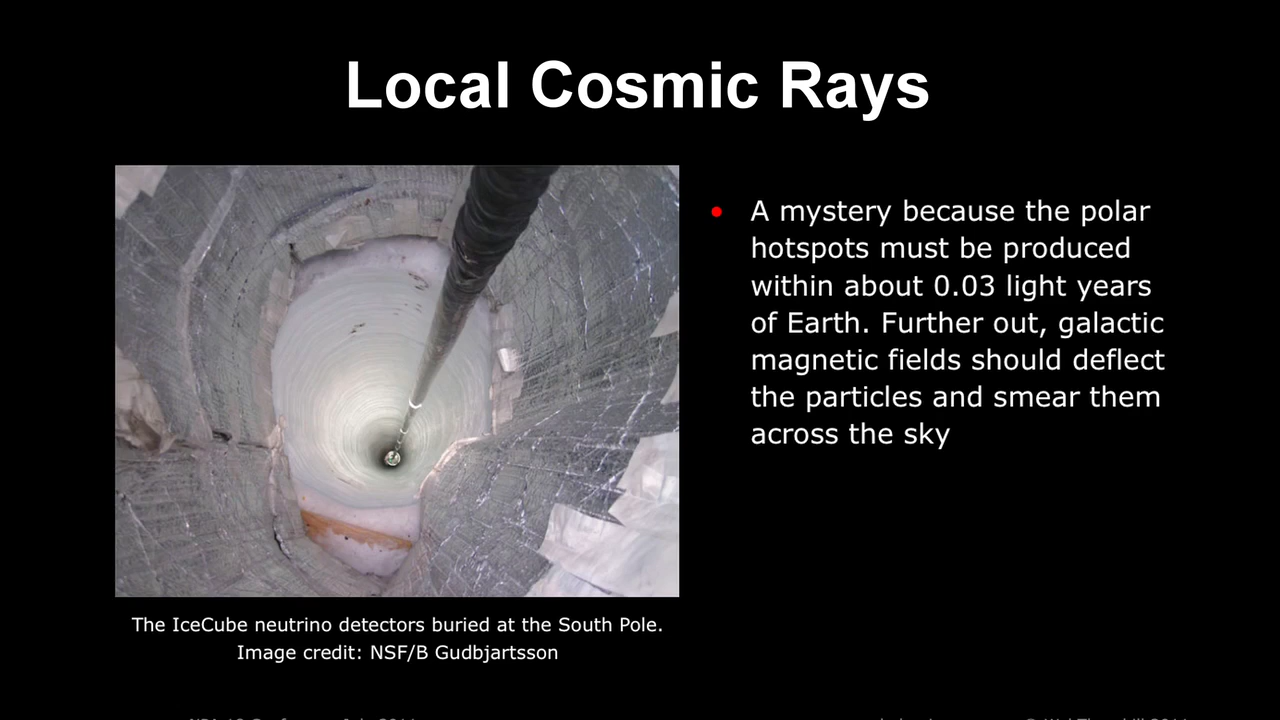 Local Cosmic Rays
A mystery because the polar
hotspots must be produced
within about 0.03 light years
of Earth. Further out, galactic
magnetic fields should deflect
the particles and smear them
across the sky
The IceCube neutrino detectors buried at the South Pole.
Image credit: NSF/B Gudbjartsson